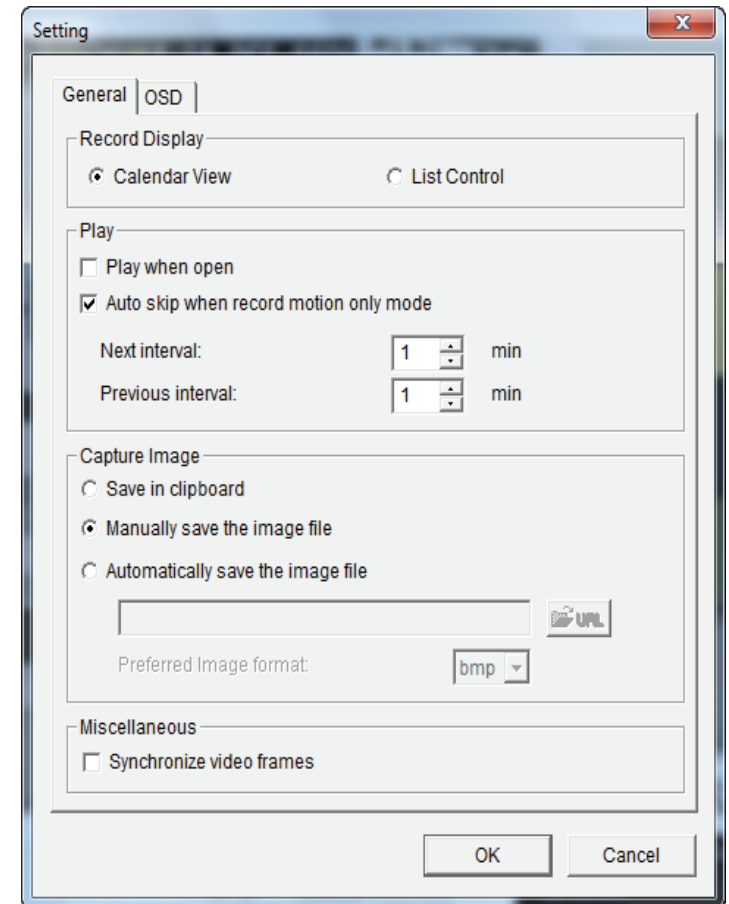 Setting
General OSD
Record Display
Calendar View List Control
Play
Play when open
Auto skip when record motion only mode
Next interval: 1 min
Previous interval: 1 min
Capture Image
Save in clipboard
Manually save the image file
Automatically save the image file
URL
Preferred Image format: bmp
Miscellaneous
Synchronize video frames
OK Cancel